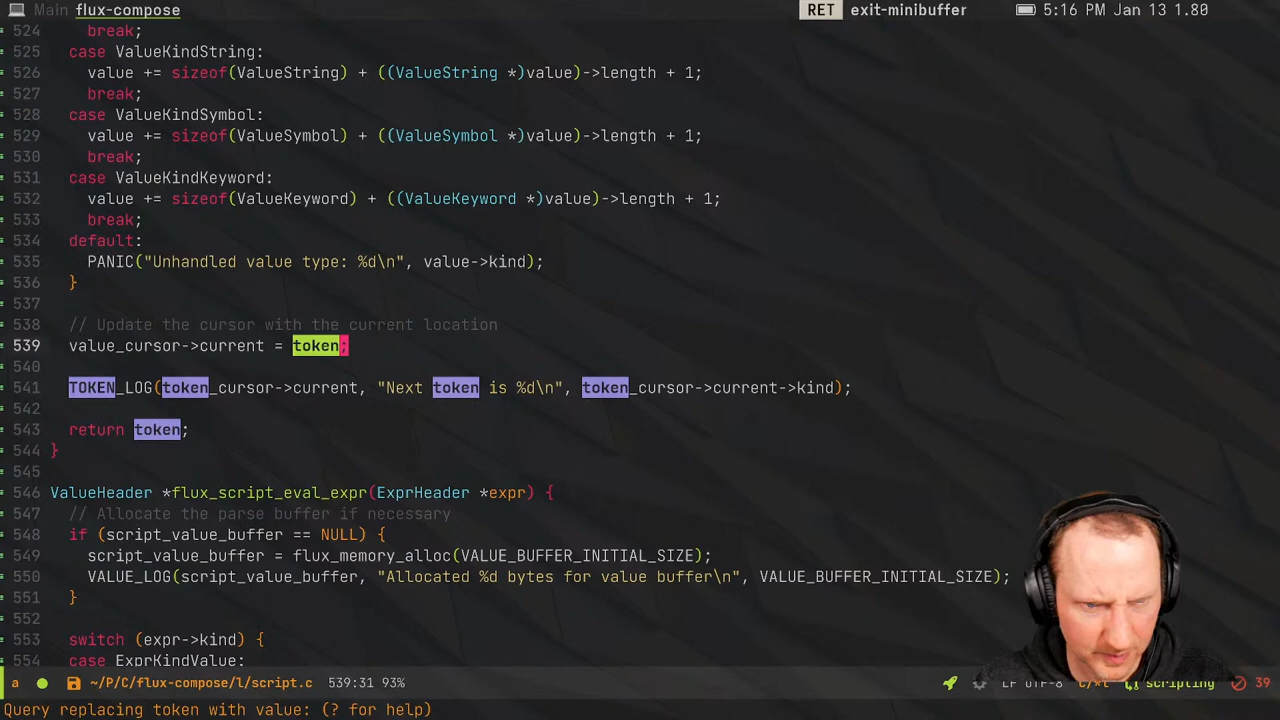 Main flux-compose RET exit-minibuffer 5:16 PM Jan 13 1.80
524 break;
525 case ValueKindString:
526 value += sizeof(ValueString) + ((ValueString *)value)->length + 1;
527 break;
528 case ValueKindSymbol:
529 value += sizeof(ValueSymbol) + ((ValueSymbol *)value)->length + 1;
530 break;
531 case ValueKindKeyword:
532 value += sizeof(ValueKeyword) + ((ValueKeyword *)value)->length + 1;
533 break;
534 default:
535 PANIC("Unhandled value type: %d\n", value->kind);
536 }
537
538 // Update the cursor with the current location
539 value_cursor->current = token;
540
541 TOKEN_LOG(token_cursor->current, "Next token is %d\n", token_cursor->current->kind);
542
543 return token;
544 }
545
546 ValueHeader *flux_script_eval_expr(ExprHeader *expr) {
547 // Allocate the parse buffer if necessary
548 if (script_value_buffer == NULL) {
549 script_value_buffer = flux_memory_alloc(VALUE_BUFFER_INITIAL_SIZE);
550 VALUE_LOG(script_value_buffer, "Allocated %d bytes for value buffer\n", VALUE_BUFFER_INITIAL_SIZE);
551 }
552
553 switch (expr->kind) {
554 case ExprKindValue:
a ~/P/C/flux-compose/l/script.c 539:31 93% LF UTF-8 scripting 39
Query replacing token with value: (? for help)